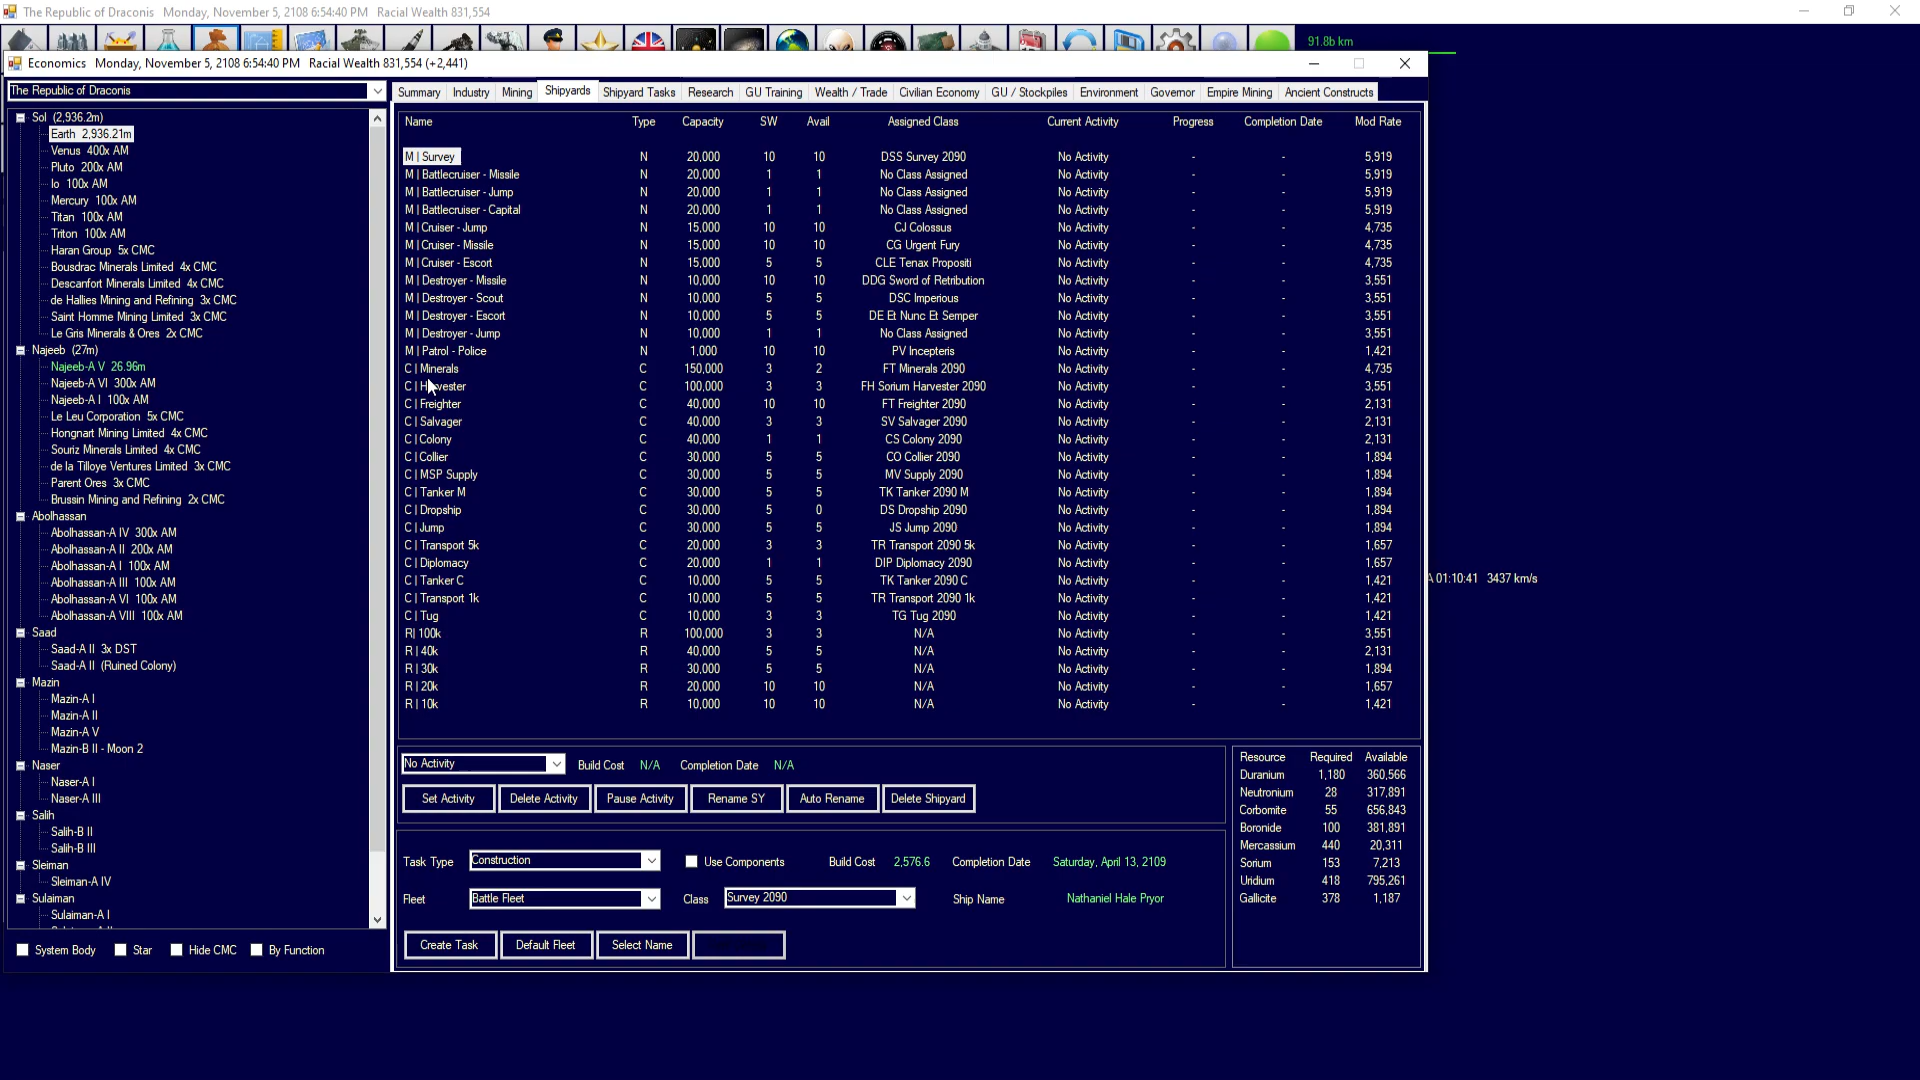 The Republic of Draconis Monday, November 5, 2108 6:54:40 PM Racial Wealth 831,554
91.8b km
Economics Monday, November 5, 2108 6:54:40 PM Racial Wealth 831,554 (+2,441)
The Republic of Draconis
Sol (2,936.2m)
Earth 2,936.21m
Venus 400x AM
Pluto 200x AM
Io 100x AM
Mercury 100x AM
Titan 100x AM
Triton 100x AM
Haran Group 5x CMC
Bousdrac Minerals Limited 4x CMC
Descanfort Minerals Limited 4x CMC
de Hallies Mining and Refining 3x CMC
Saint Homme Mining Limited 3x CMC
Le Gris Minerals & Ores 2x CMC
Najeeb (27m)
Najeeb-A V 26.96m
Najeeb-A VI 300x AM
Najeeb-A I 100x AM
Le Leu Corporation 5x CMC
Hongnart Mining Limited 4x CMC
Souriz Minerals Limited 4x CMC
de la Tilloye Ventures Limited 3x CMC
Parent Ores 3x CMC
Brussin Mining and Refining 2x CMC
Abolhassan
Abolhassan-A IV 300x AM
Abolhassan-A II 200x AM
Abolhassan-A I 100x AM
Abolhassan-A III 100x AM
Abolhassan-A VI 100x AM
Abolhassan-A VIII 100x AM
Saad
Saad-A II 3x DST
Saad-A II (Ruined Colony)
Mazin
Mazin-A I
Mazin-A II
Mazin-A V
Mazin-B II - Moon 2
Naser
Naser-A I
Naser-A III
Salih
Salih-B II
Salih-B III
Sleiman
Sleiman-A IV
Sulaiman
Sulaiman-A I
System Body Star Hide CMC By Function
Summary Industry Mining Shipyards Shipyard Tasks Research GU Training Wealth / Trade Civilian Economy GU / Stockpiles Environment Governor Empire Mining Ancient Constructs
Name Type Capacity SW Avail Assigned Class Current Activity Progress Completion Date Mod Rate
M | Survey N 20,000 10 10 DSS Survey 2090 No Activity - - 5,919
M | Battlecruiser - Missile N 20,000 1 1 No Class Assigned No Activity - - 5,919
M | Battlecruiser - Jump N 20,000 1 1 No Class Assigned No Activity - - 5,919
M | Battlecruiser - Capital N 20,000 1 1 No Class Assigned No Activity - - 5,919
M | Cruiser - Jump N 15,000 10 10 CJ Colossus No Activity - - 4,735
M | Cruiser - Missile N 15,000 10 10 CG Urgent Fury No Activity - - 4,735
M | Cruiser - Escort N 15,000 5 5 CLE Tenax Propositi No Activity - - 4,735
M | Destroyer - Missile N 10,000 10 10 DDG Sword of Retribution No Activity - - 3,551
M | Destroyer - Scout N 10,000 5 5 DSC Imperious No Activity - - 3,551
M | Destroyer - Escort N 10,000 5 5 DE Et Nunc Et Semper No Activity - - 3,551
M | Destroyer - Jump N 10,000 1 1 No Class Assigned No Activity - - 3,551
M | Patrol - Police N 1,000 10 10 PV Incepteris No Activity - - 1,421
C | Minerals C 150,000 3 2 FT Minerals 2090 No Activity - - 4,735
C | Harvester C 100,000 3 3 FH Sorium Harvester 2090 No Activity - - 3,551
C | Freighter C 40,000 10 10 FT Freighter 2090 No Activity - - 2,131
C | Salvager C 40,000 3 3 SV Salvager 2090 No Activity - - 2,131
C | Colony C 40,000 1 1 CS Colony 2090 No Activity - - 2,131
C | Collier C 30,000 5 5 CO Collier 2090 No Activity - - 1,894
C | MSP Supply C 30,000 5 5 MV Supply 2090 No Activity - - 1,894
C | Tanker M C 30,000 5 5 TK Tanker 2090 M No Activity - - 1,894
C | Dropship C 30,000 5 0 DS Dropship 2090 No Activity - - 1,894
C | Jump C 30,000 5 5 JS Jump 2090 No Activity - - 1,894
C | Transport 5k C 20,000 3 3 TR Transport 2090 5k No Activity - - 1,657
C | Diplomacy C 20,000 1 1 DIP Diplomacy 2090 No Activity - - 1,657
C | Tanker C C 10,000 5 5 TK Tanker 2090 C No Activity - - 1,421
C | Transport 1k C 10,000 5 5 TR Transport 2090 1k No Activity - - 1,421
C | Tug C 10,000 3 3 TG Tug 2090 No Activity - - 1,421
R| 100k R 100,000 3 3 N/A No Activity - - 3,551
R | 40k R 40,000 5 5 N/A No Activity - - 2,131
R | 30k R 30,000 5 5 N/A No Activity - - 1,894
R | 20k R 20,000 10 10 N/A No Activity - - 1,657
R | 10k R 10,000 10 10 N/A No Activity - - 1,421
01:10:41 3437 km/s
No Activity Build Cost N/A Completion Date N/A
Set Activity Delete Activity Pause Activity Rename SY Auto Rename Delete Shipyard
Task Type Construction Use Components Build Cost 2,576.6 Completion Date Saturday, April 13, 2109
Fleet Battle Fleet Class Survey 2090 Ship Name Nathaniel Hale Pryor
Create Task Default Fleet Select Name
Resource Required Available
Duranium 1,180 360,566
Neutronium 28 317,891
Corbomite 55 656,843
Boronide 100 381,891
Mercassium 440 20,311
Sorium 153 7,213
Uridium 418 795,261
Gallicite 378 1,187